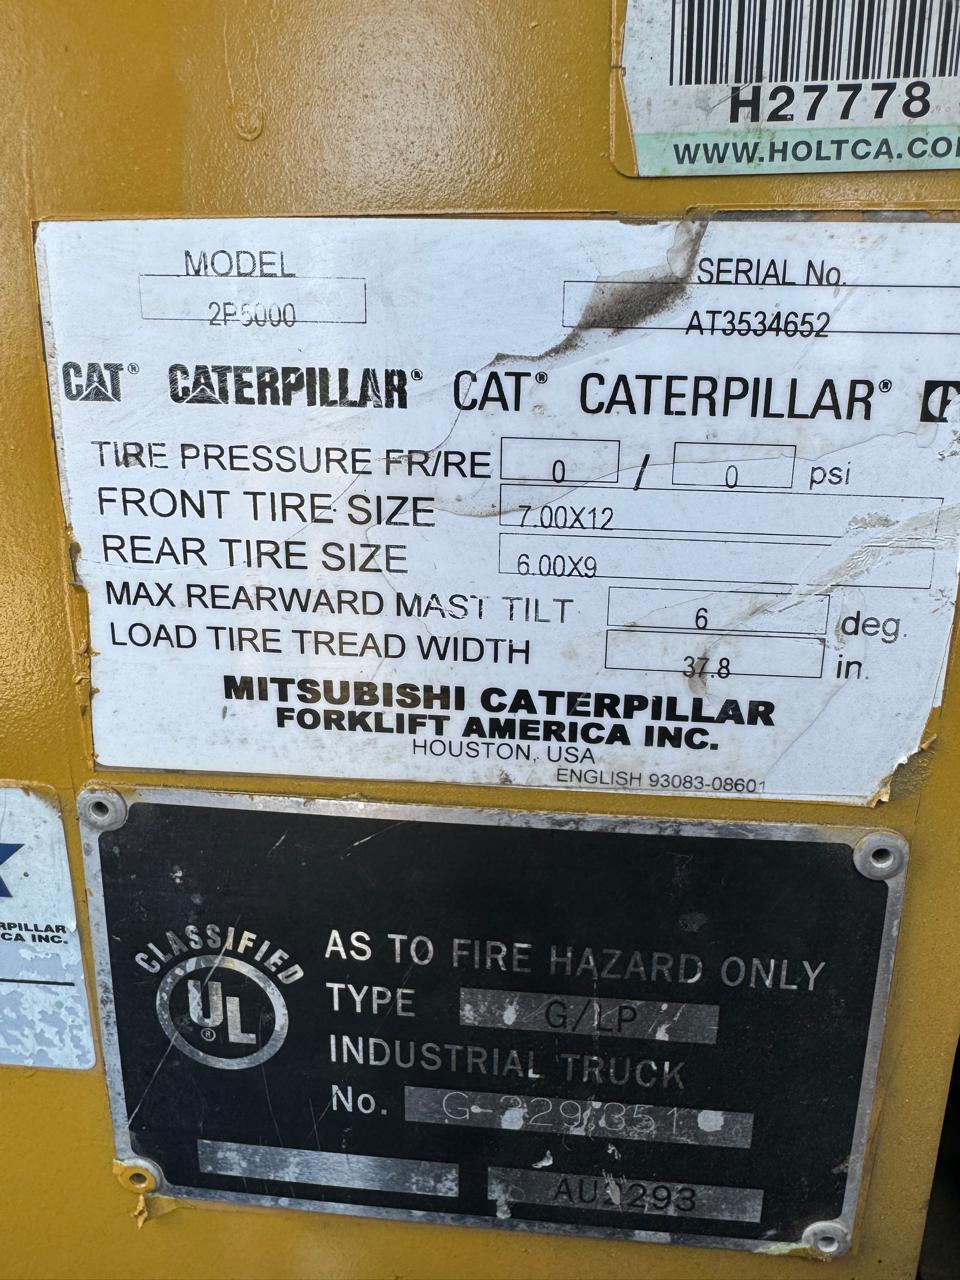 H27778
WWW.HOLTCA.CO
MODEL
2P5000
SERIAL No.
AT3534652
CAT® CATERPILLAR® CAT® CATERPILLAR®
TIRE PRESSURE FR/RE 0 / 0 psi
FRONT TIRE SIZE 7.00X12
REAR TIRE SIZE 6.00X9
MAX REARWARD MAST TILT 6 deg.
LOAD TIRE TREAD WIDTH 37.8 in.
MITSUBISHI CATERPILLAR
FORKLIFT AMERICA INC.
HOUSTON, USA
ENGLISH 93083-08601
RPILLAR
CA INC.
CLASSIFIED
UL®
AS TO FIRE HAZARD ONLY
TYPE G/LP
INDUSTRIAL TRUCK
No.